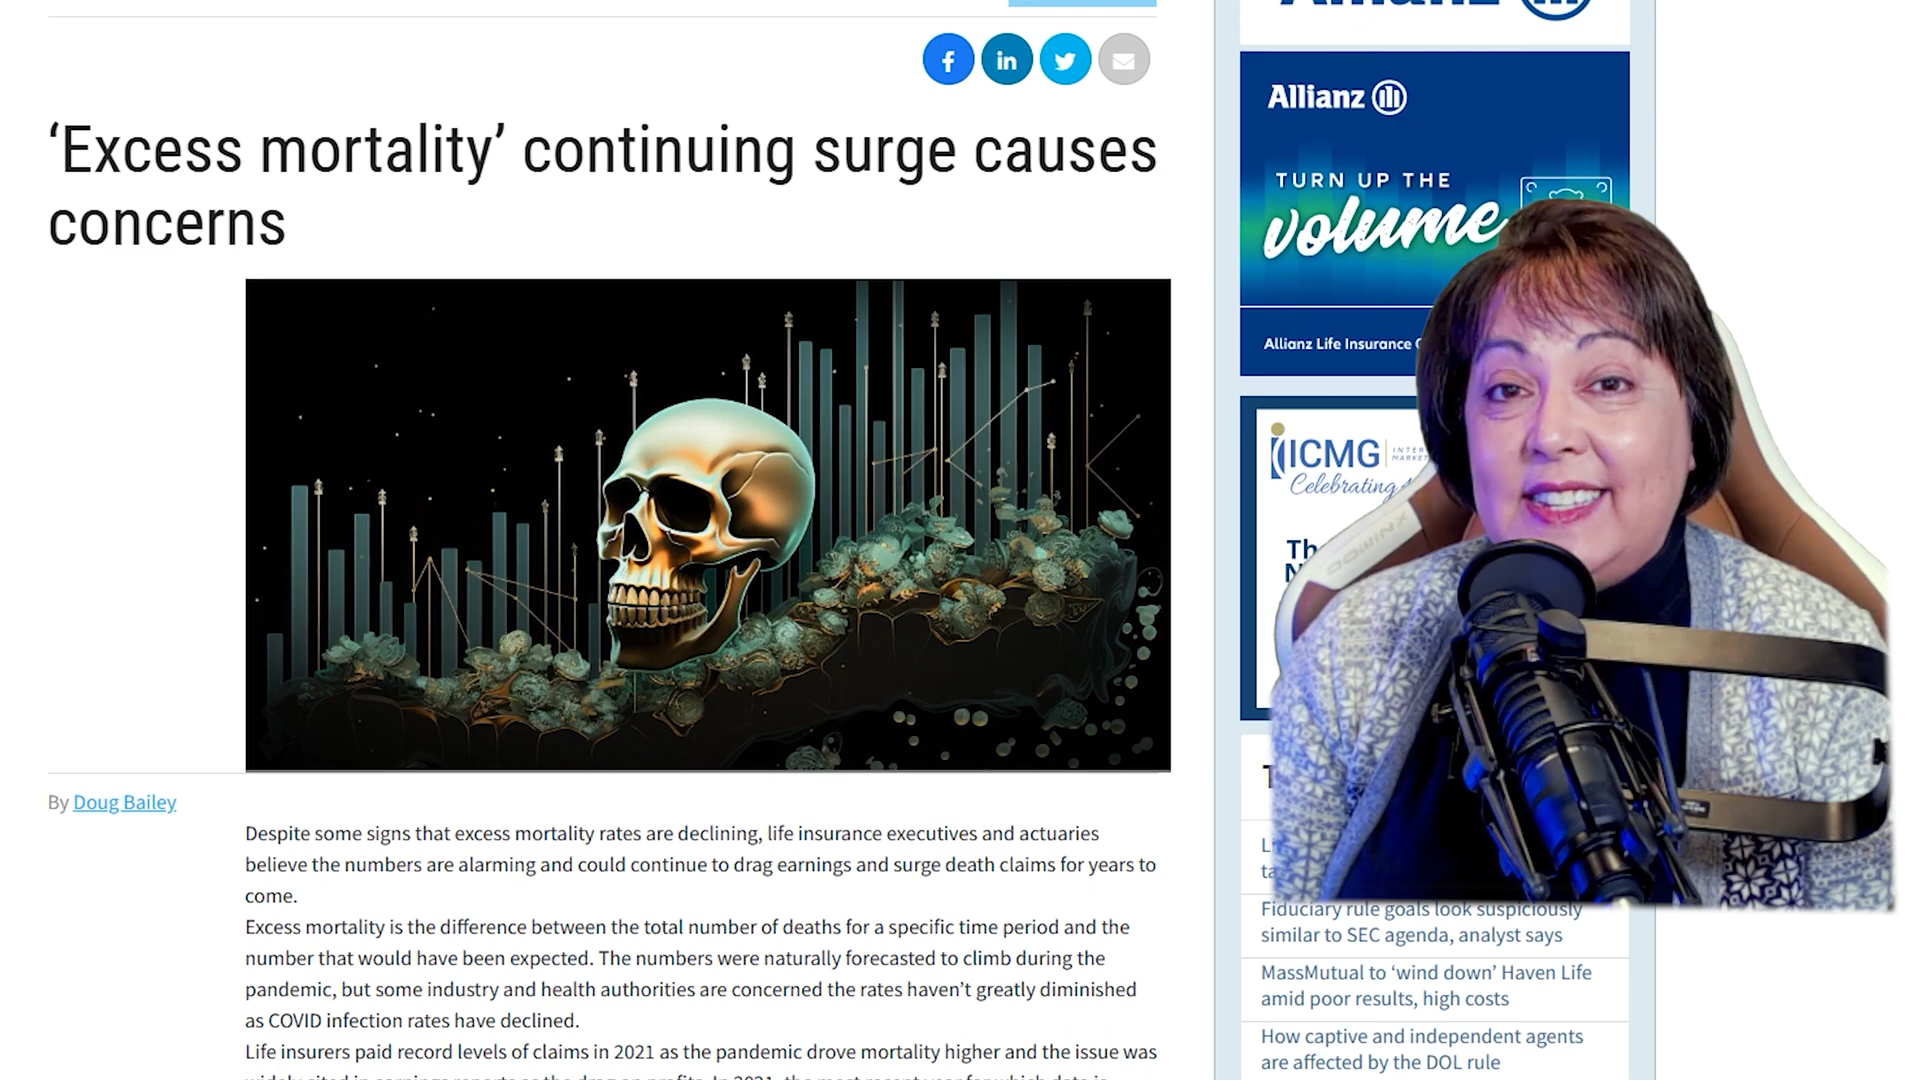 Allianz
‘Excess mortality’ continuing surge causes
concerns
By Doug Bailey
Despite some signs that excess mortality rates are declining, life insurance executives and actuaries
believe the numbers are alarming and could continue to drag earnings and surge death claims for years to
come.
Excess mortality is the difference between the total number of deaths for a specific time period and the
number that would have been expected. The numbers were naturally forecasted to climb during the
pandemic, but some industry and health authorities are concerned the rates haven’t greatly diminished
as COVID infection rates have declined.
Life insurers paid record levels of claims in 2021 as the pandemic drove mortality higher and the issue was
Allianz
TURN UP THE
volume
Allianz Life Insurance
ICMG
Celebrating
Fiduciary rule goals look suspiciously
similar to SEC agenda, analyst says
MassMutual to ‘wind down’ Haven Life
amid poor results, high costs
How captive and independent agents
are affected by the DOL rule